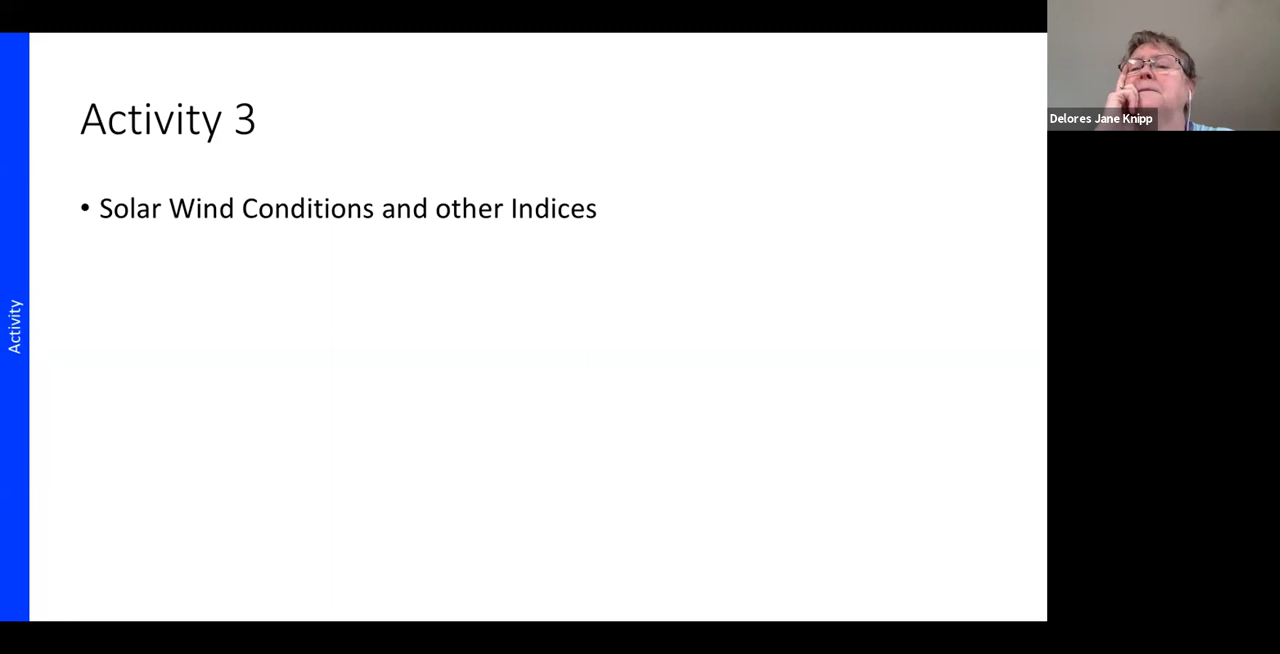 Activity 3
• Solar Wind Conditions and other Indices
Activity
Delores Jane Knipp